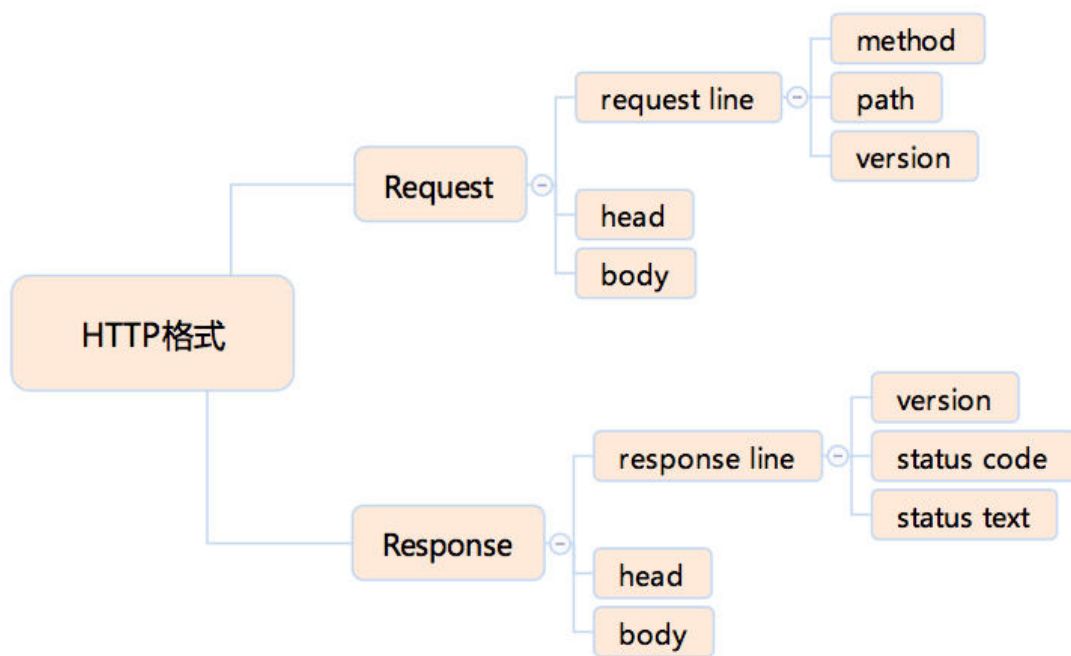 HTTP格式
Request
request line
method
path
version
head
body
Response
response line
version
status code
status text
head
body